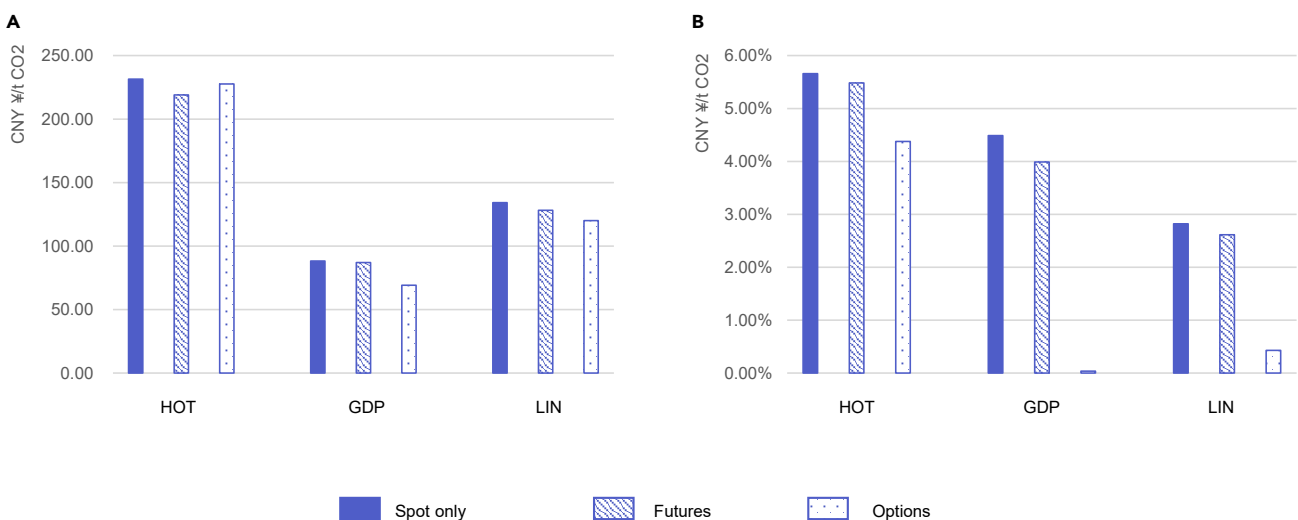 A
CNY ¥/t CO2
250.00
200.00
150.00
100.00
50.00
0.00
HOT GDP LIN
B
CNY ¥/t CO2
6.00%
5.00%
4.00%
3.00%
2.00%
1.00%
0.00%
HOT GDP LIN
Spot only Futures Options